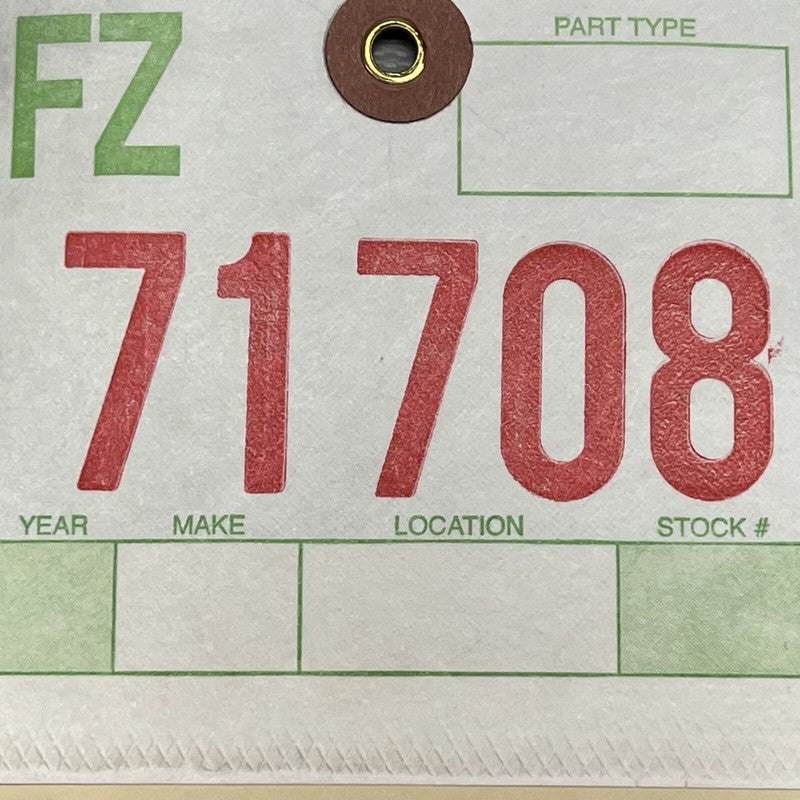 FZ
PART TYPE
71708
YEAR MAKE LOCATION STOCK #